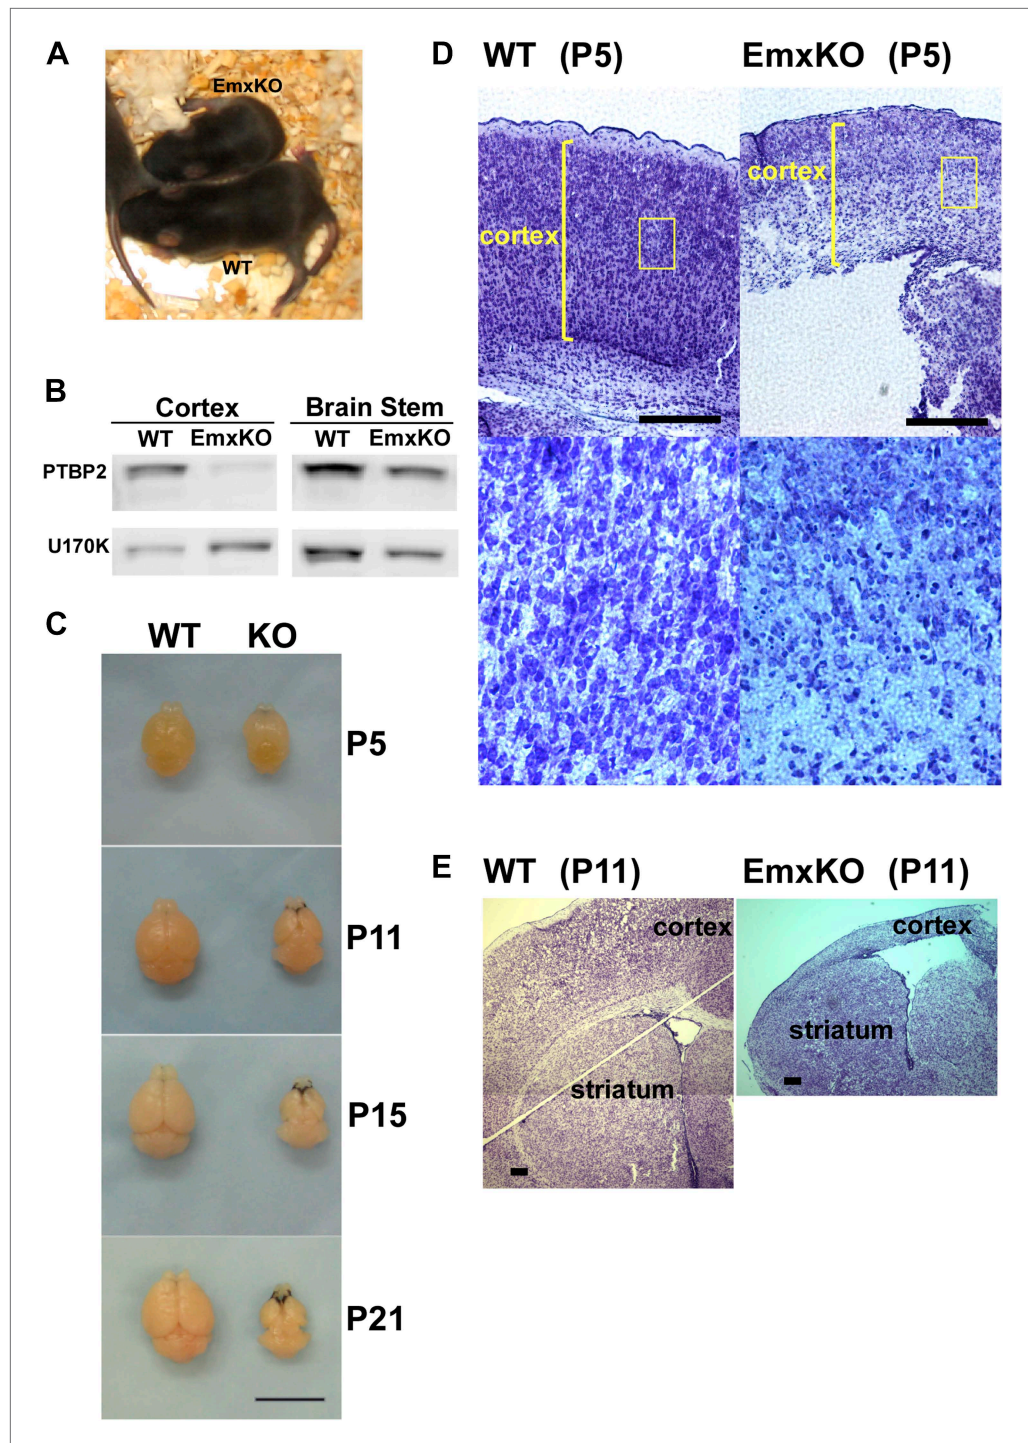 A
EmxKO
WT
B
Cortex
Brain Stem
WT EmxKO
WT EmxKO
PTBP2
U170K
C
WT KO
P5
P11
P15
P21
D
WT (P5)
EmxKO (P5)
cortex
cortex
E
WT (P11)
EmxKO (P11)
cortex
striatum
cortex
striatum